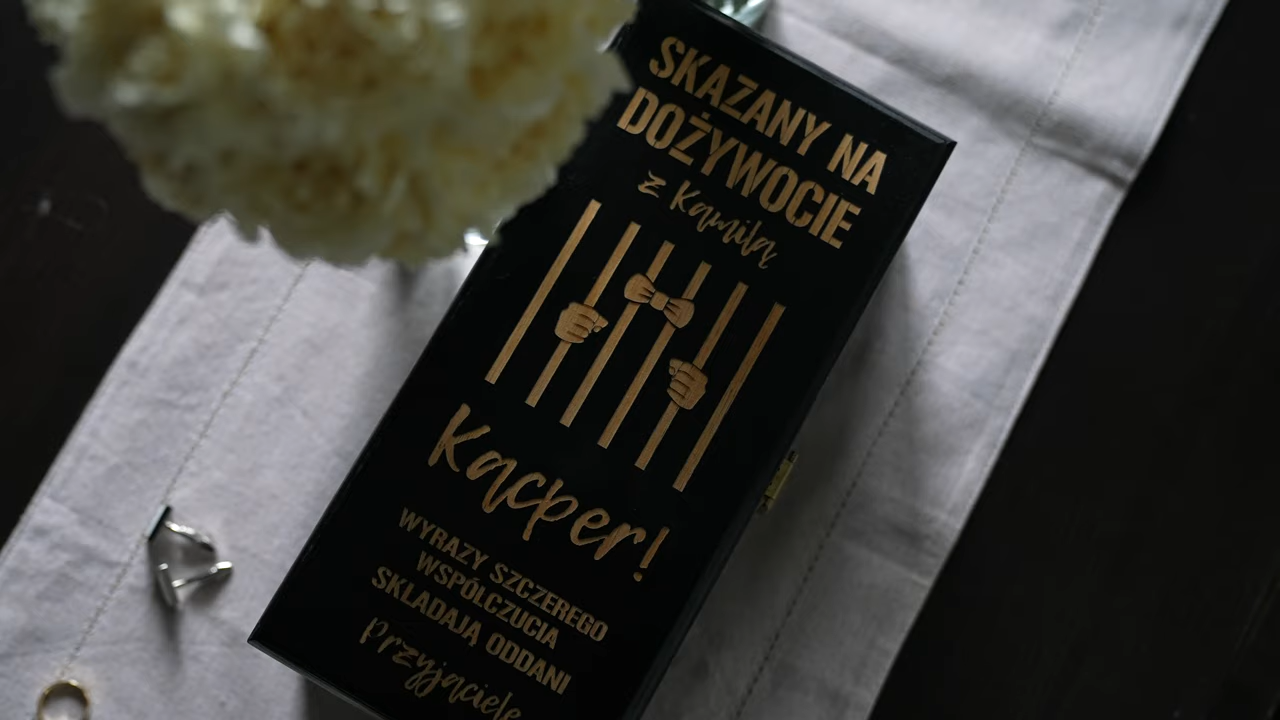 SKAZANY NA
DOŻYWOCIE
z Kamilą
Kacper!
WYRAZY SZCZEREGO
WSPÓŁCZUCIA
SKŁADAJĄ ODDANI
przyjaciele